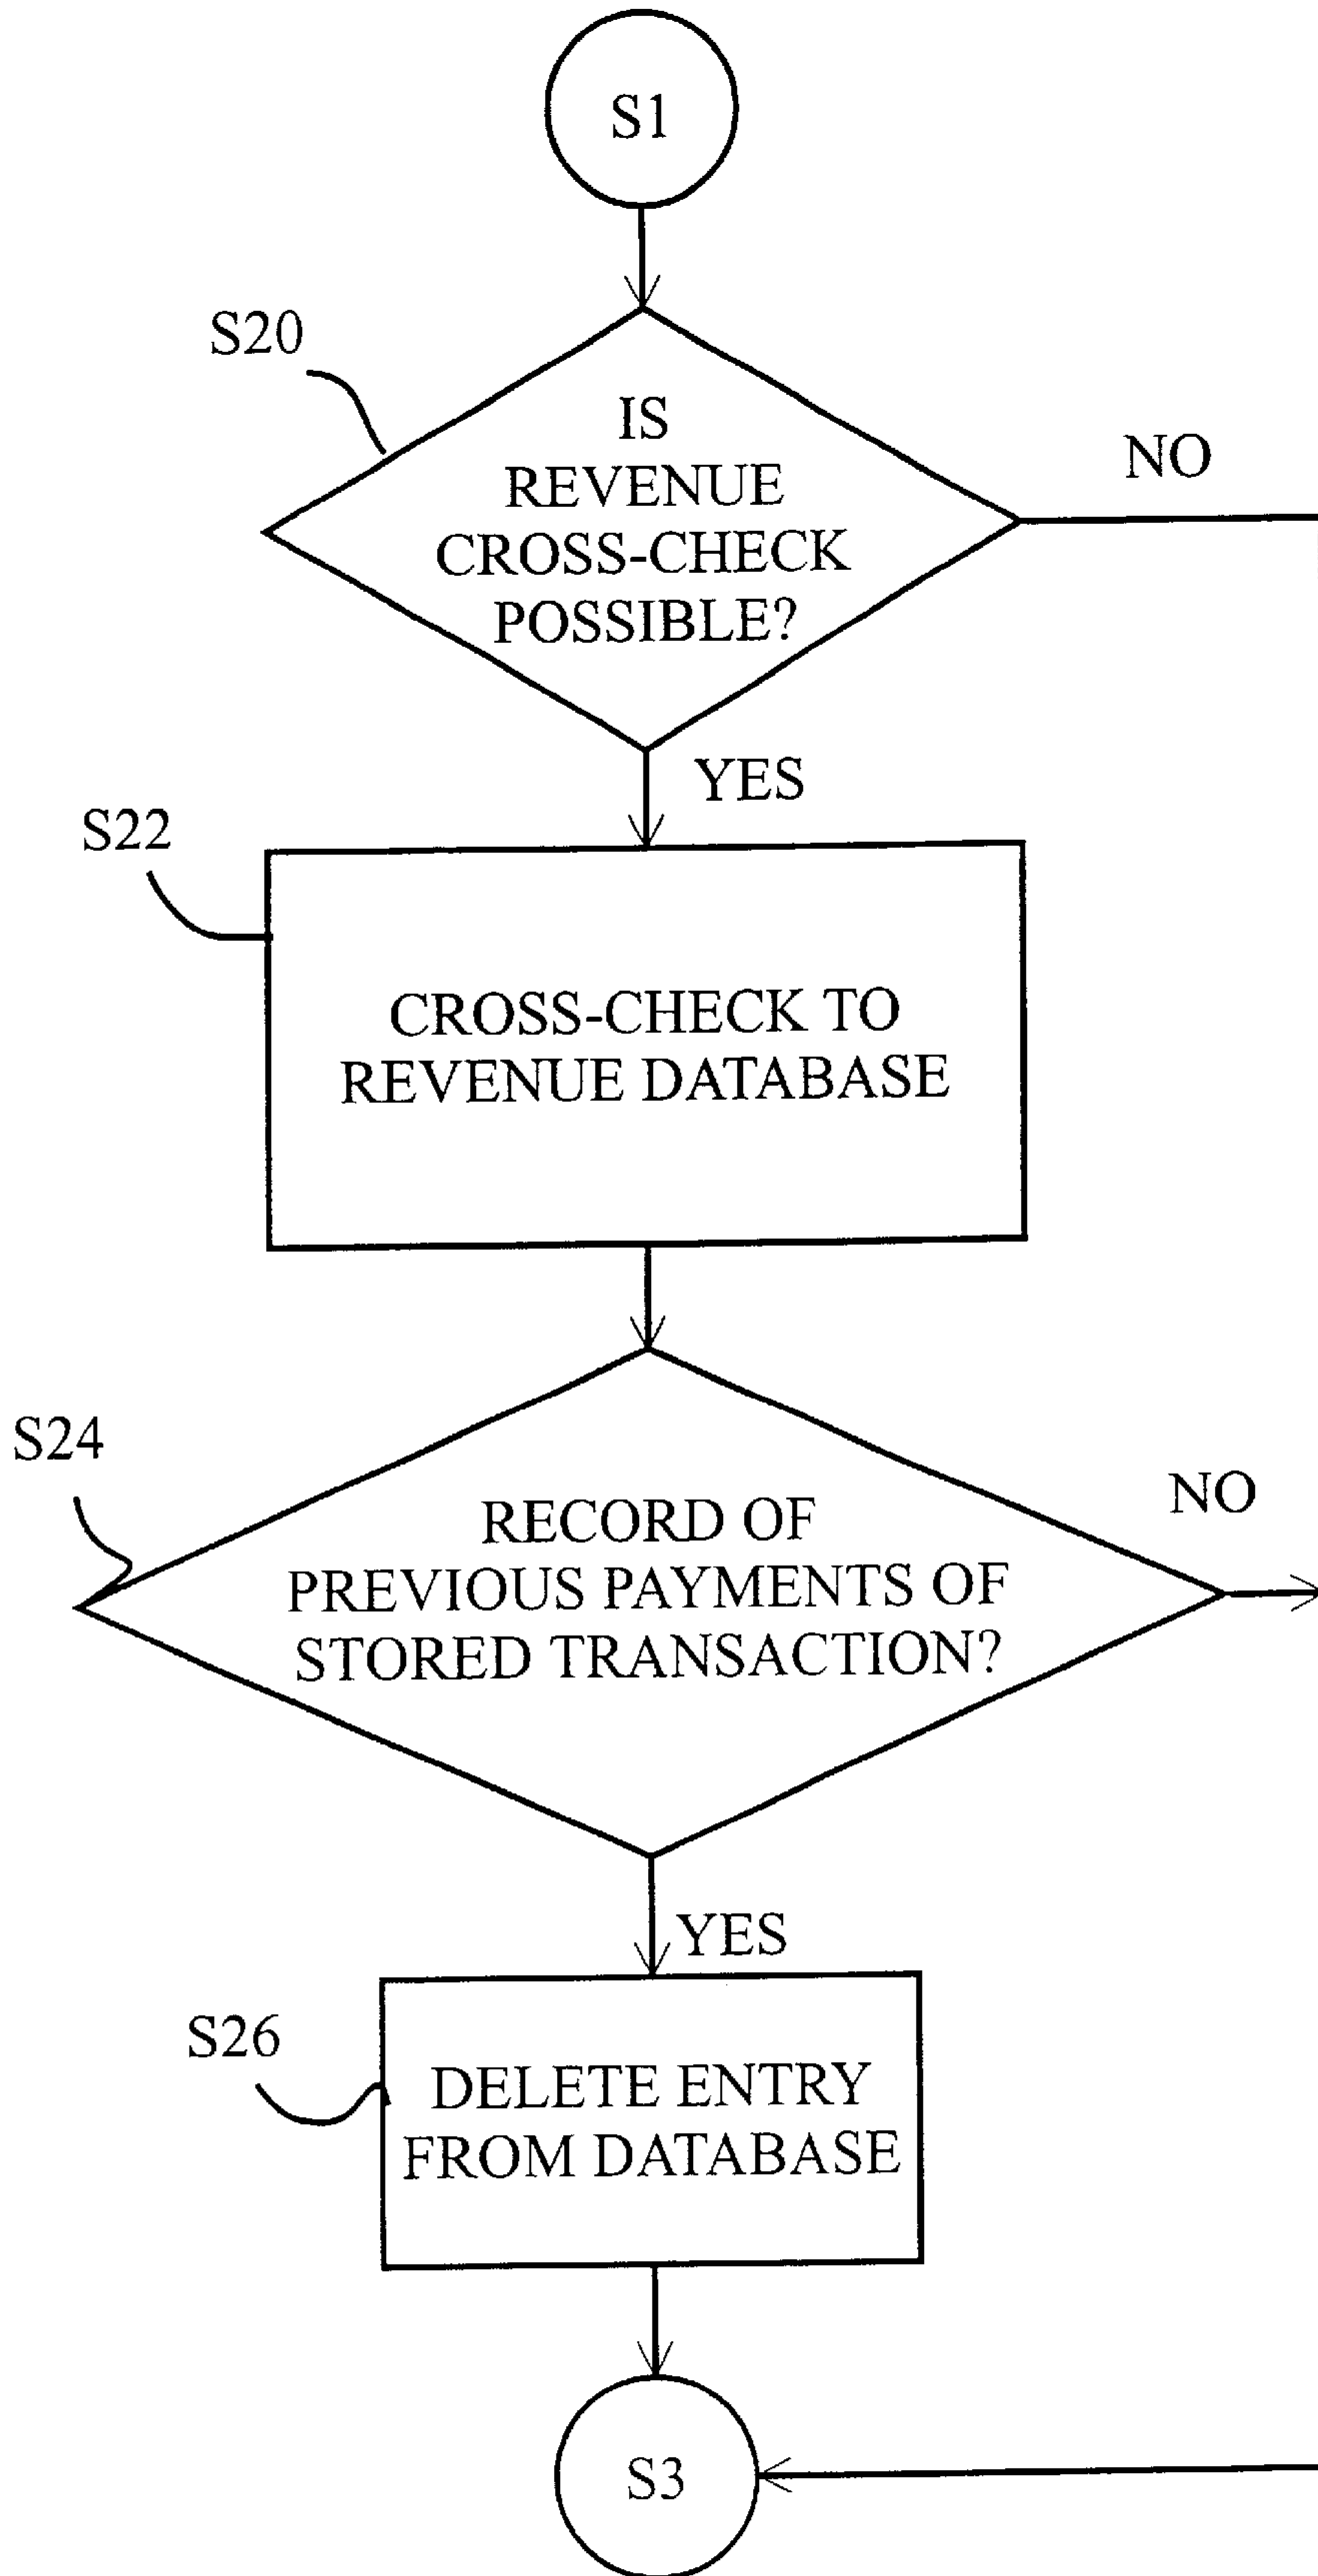 S1
S20
IS
REVENUE
CROSS-CHECK
POSSIBLE?
NO
YES
S22
CROSS-CHECK TO
REVENUE DATABASE
S24
RECORD OF
PREVIOUS PAYMENTS OF
STORED TRANSACTION?
NO
YES
S26
DELETE ENTRY
FROM DATABASE
S3